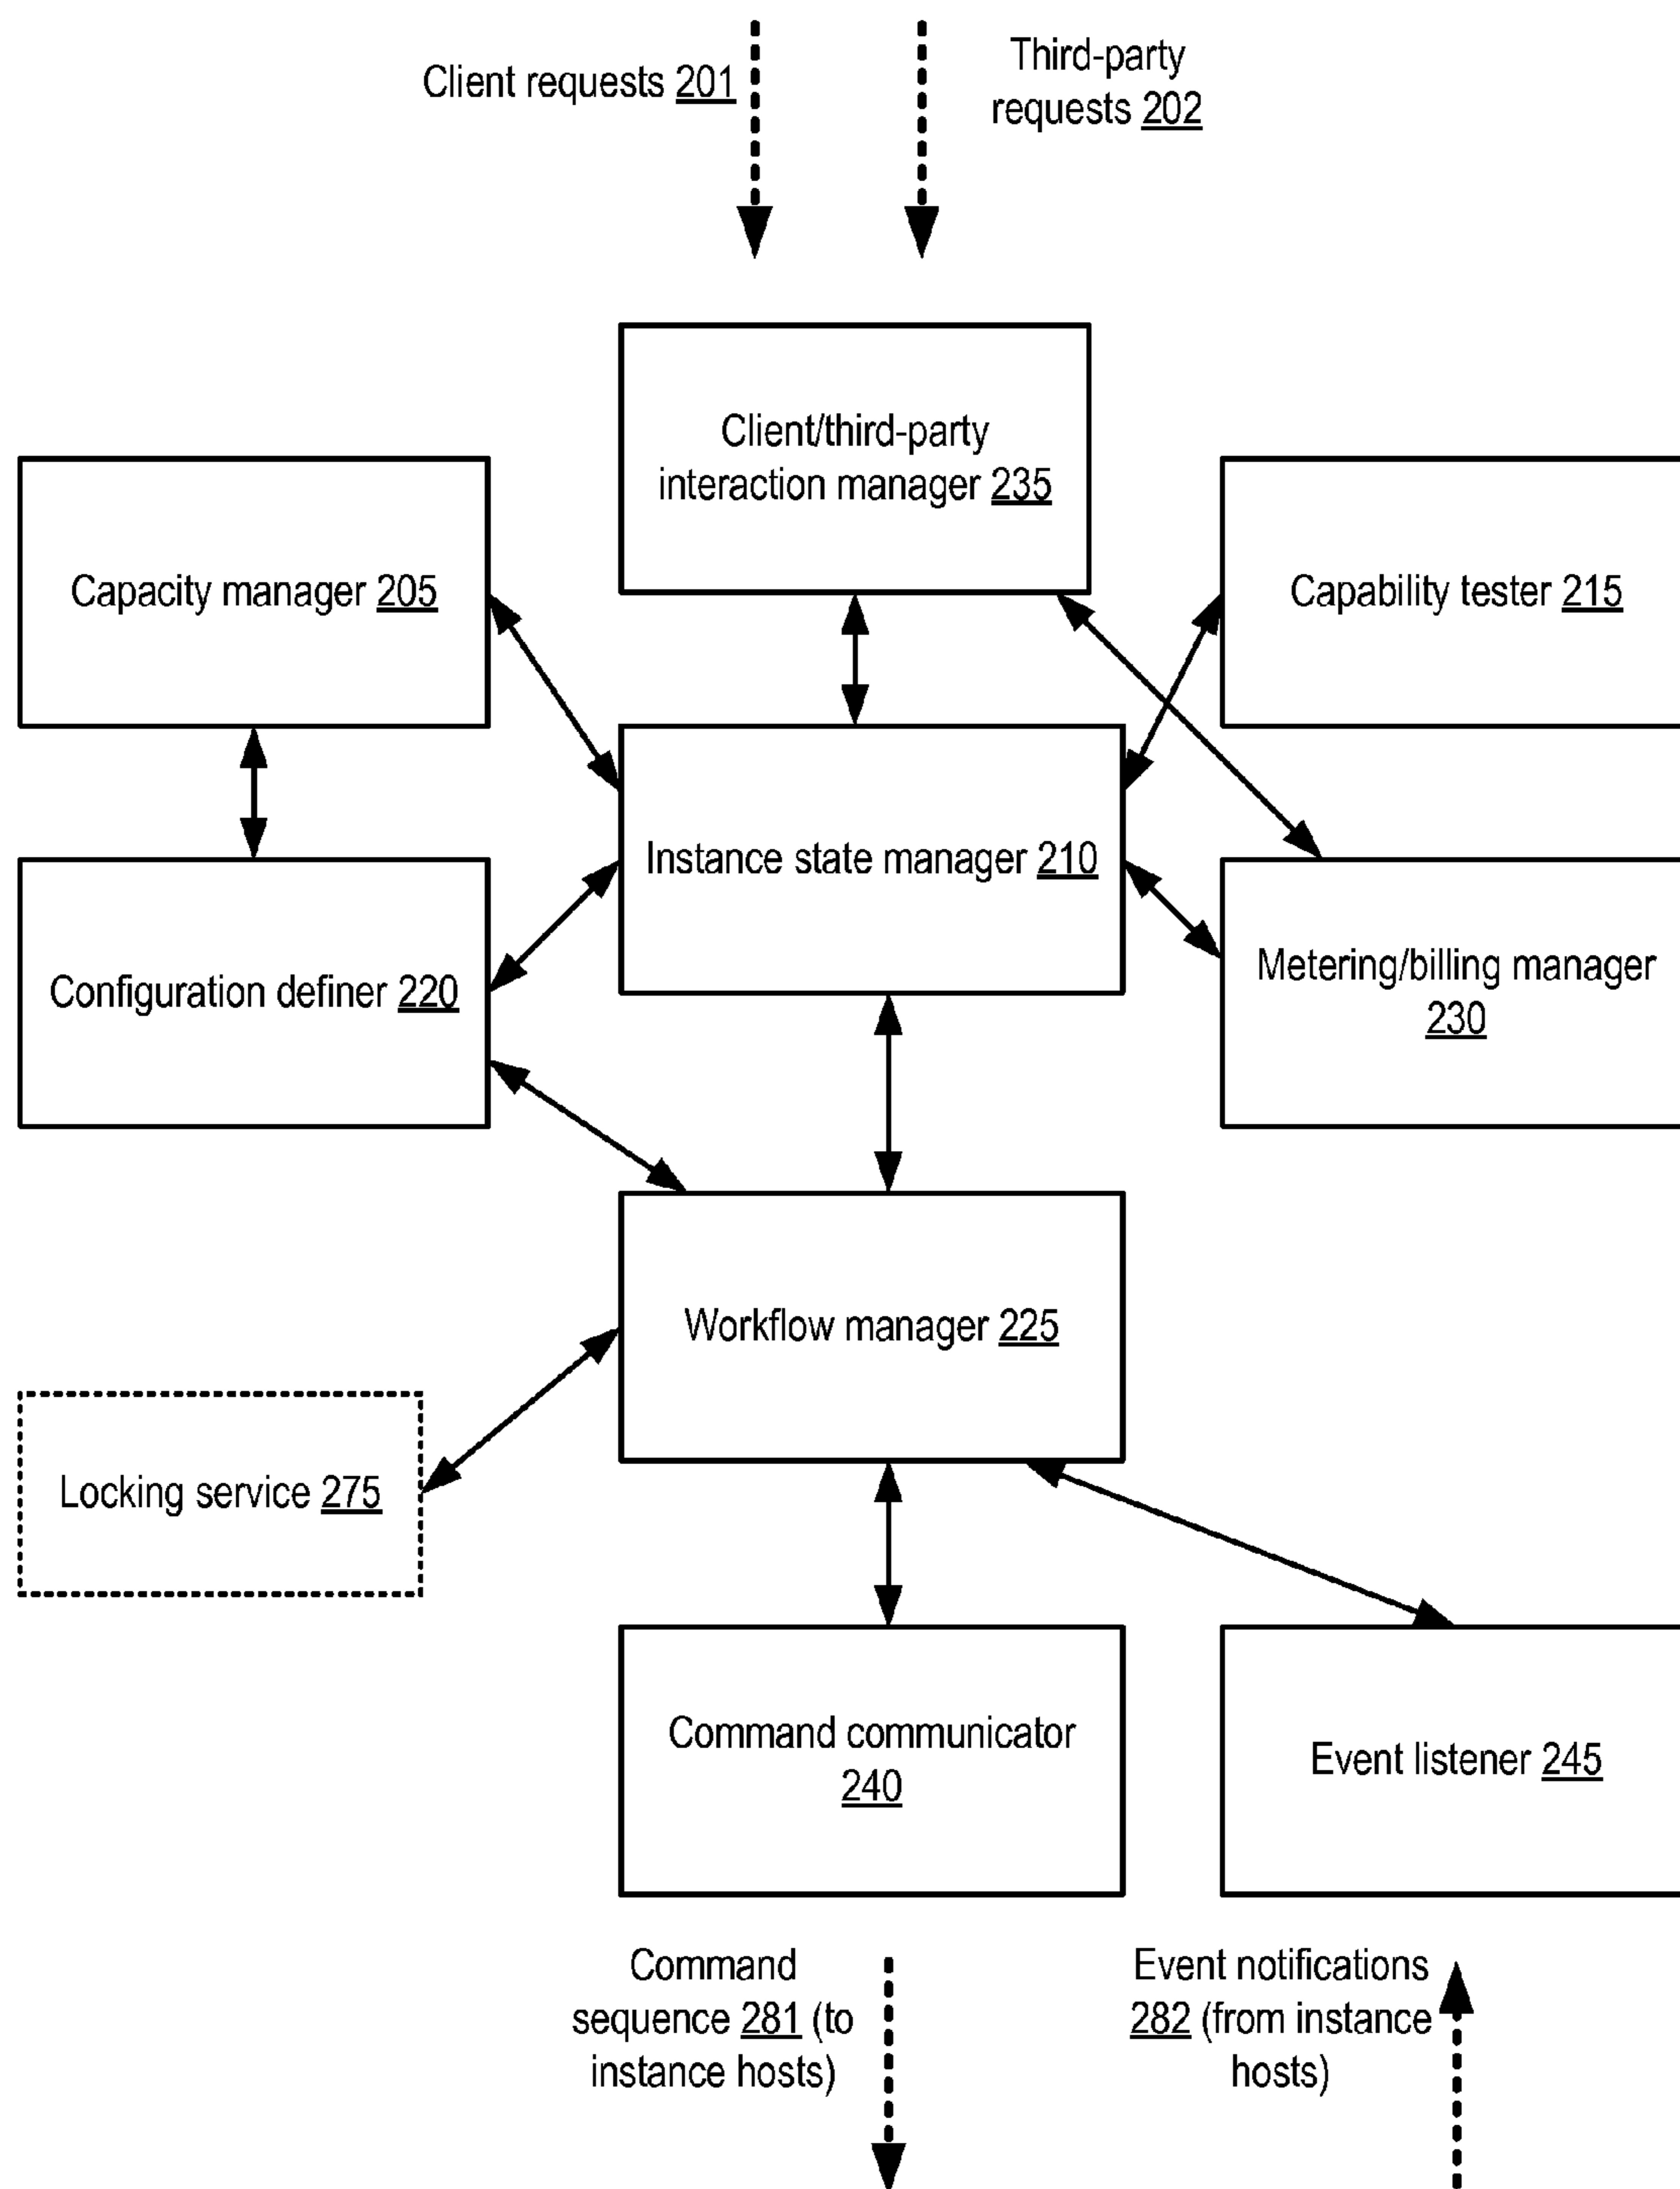 Client requests 201
Third-party
requests 202
Client/third-party
interaction manager 235
Capacity manager 205
Capability tester 215
Instance state manager 210
Configuration definer 220
Metering/billing manager
230
Workflow manager 225
Locking service 275
Command communicator
240
Event listener 245
Command
sequence 281 (to
instance hosts)
Event notifications
282 (from instance
hosts)